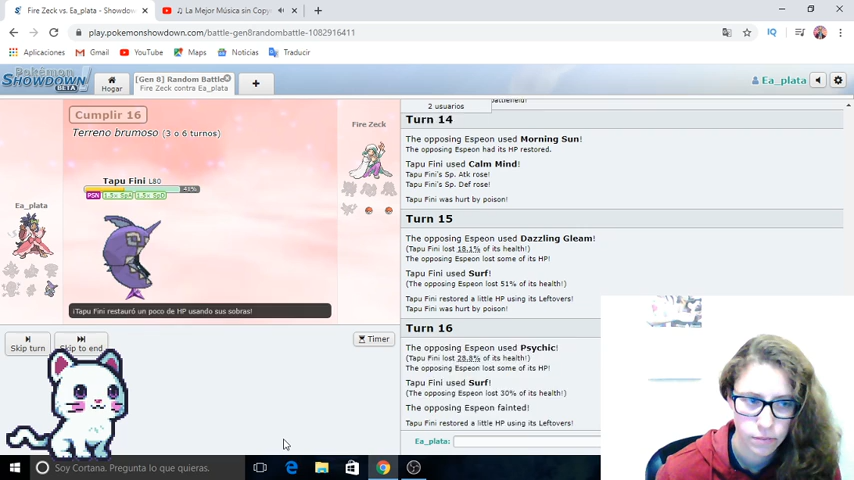 Fire Zeck vs. Ea_plata - Showdow
La Mejor Música sin Copy
play.pokemonshowdown.com/battle-gen8randombattle-1082916411
Aplicaciones
Gmail
YouTube
Maps
Noticias
Traducir
Pokémon
SHOWDOWN
BETA
Hogar
[Gen 8] Random Battle
Fire Zeck contra Ea_plata
Ea_plata
2 usuarios
Cumplir 16
Terreno brumoso (3 o 6 turnos)
Fire Zeck
Tapu Fini L80
41%
PSN 1.5× SpA 1.5× SpD
Ea_plata
¡Tapu Fini restauró un poco de HP usando sus sobras!
Skip turn
Skip to end
Timer
Turn 14
The opposing Espeon used Morning Sun!
The opposing Espeon had its HP restored.
Tapu Fini used Calm Mind!
Tapu Fini's Sp. Atk rose!
Tapu Fini's Sp. Def rose!
Tapu Fini was hurt by poison!
Turn 15
The opposing Espeon used Dazzling Gleam!
(Tapu Fini lost 18.1% of its health!)
The opposing Espeon lost some of its HP!
Tapu Fini used Surf!
(The opposing Espeon lost 51% of its health!)
Tapu Fini restored a little HP using its Leftovers!
Tapu Fini was hurt by poison!
Turn 16
The opposing Espeon used Psychic!
(Tapu Fini lost 28.8% of its health!)
The opposing Espeon lost some of its HP!
Tapu Fini used Surf!
(The opposing Espeon lost 30% of its health!)
The opposing Espeon fainted!
Tapu Fini restored a little HP using its Leftovers!
Ea_plata:
Soy Cortana. Pregunta lo que quieras.